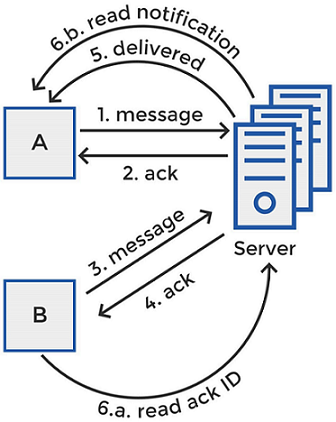 6.b. read notification
5. delivered
1. message
A
2. ack
Server
3. message
4. ack
B
6.a. read ack ID